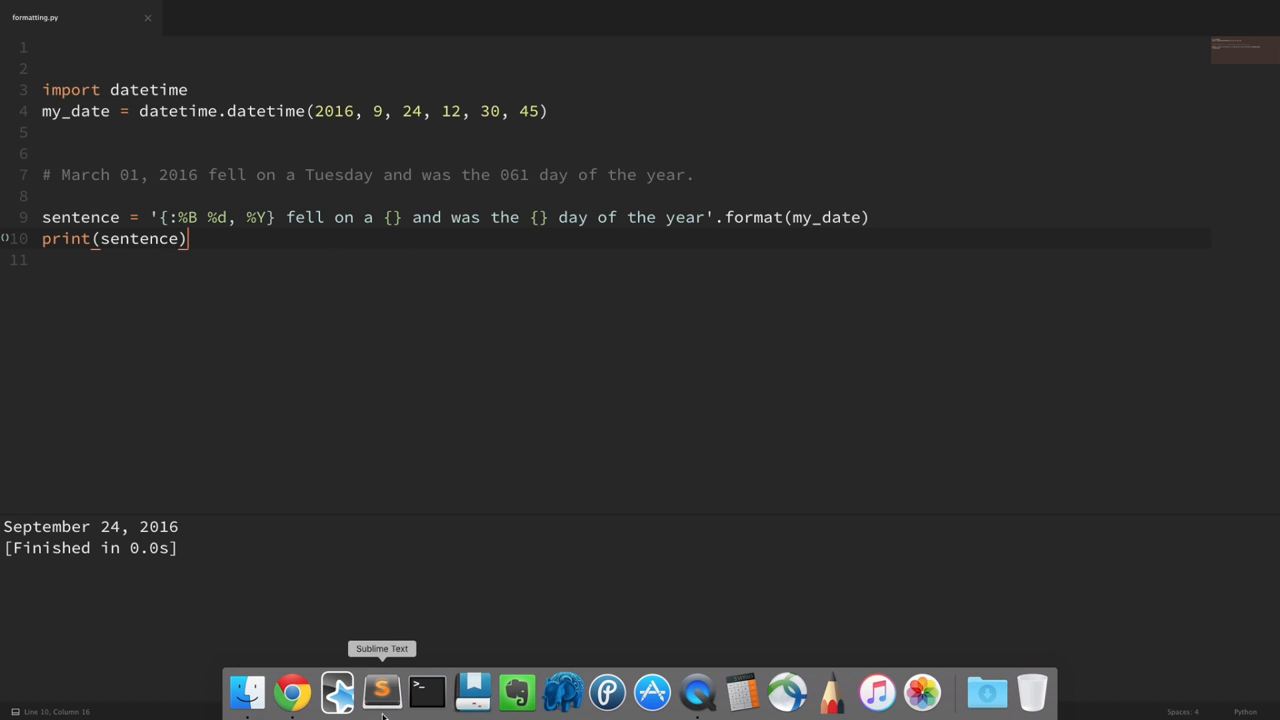 formatting.py
1
2
3 import datetime
4 my_date = datetime.datetime(2016, 9, 24, 12, 30, 45)
5
6
7 # March 01, 2016 fell on a Tuesday and was the 061 day of the year.
8
9 sentence = '{:%B %d, %Y} fell on a {} and was the {} day of the year'.format(my_date)
10 print(sentence)
11
September 24, 2016
[Finished in 0.0s]
Sublime Text
Line 10, Column 16 Spaces: 4 Python